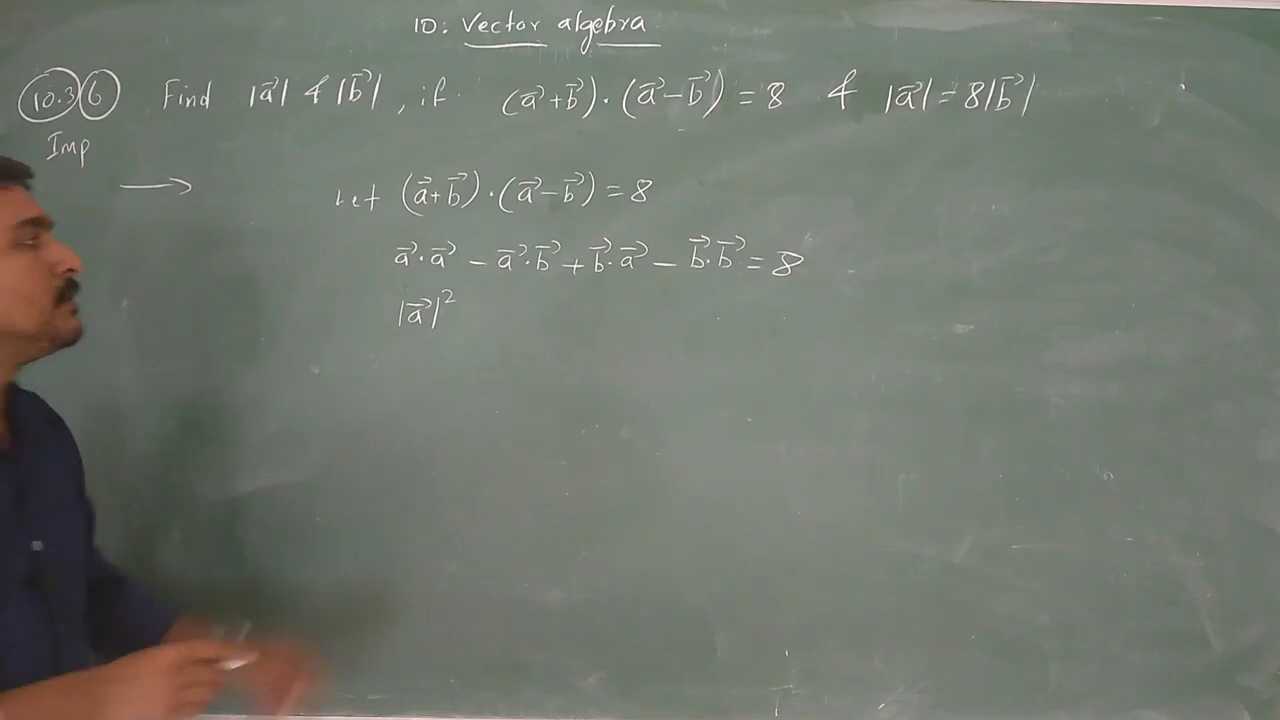 10: Vector algebra
10.3 6 Find |a⃗| & |b⃗|, if (a⃗+b⃗)·(a⃗−b⃗) = 8 & |a⃗| = 8|b⃗|
Imp
→ Let (a⃗+b⃗)·(a⃗−b⃗) = 8
a⃗·a⃗ − a⃗·b⃗ + b⃗·a⃗ − b⃗·b⃗ = 8
|a⃗|²